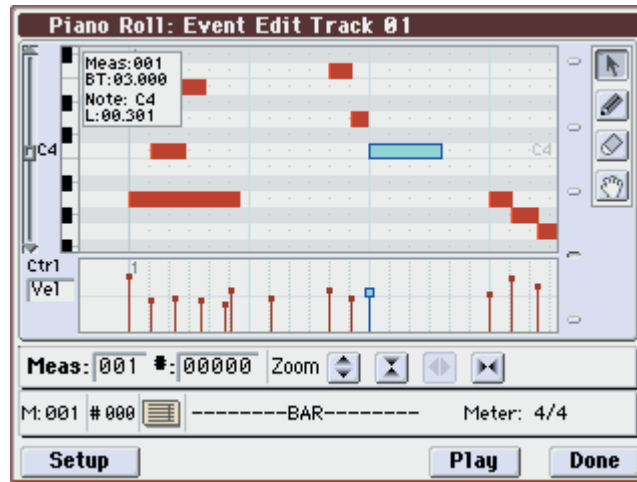 Piano Roll: Event Edit Track 01
Meas:001
BT:03.000
Note: C4
L:00.301
C4
C4
Ctrl
Vel
1
Meas: 001 #: 00000 Zoom
M: 001 # 000 --------BAR-------- Meter: 4/4
Setup Play Done